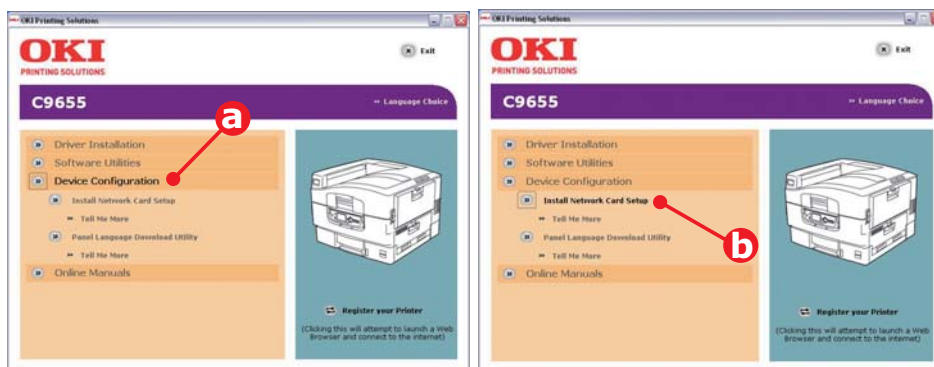 OKI Printing Solutions
OKI
PRINTING SOLUTIONS
Exit
C9655
Language Choice
a
Driver Installation
Software Utilities
Device Configuration
Install Network Card Setup
Tell Me More
Panel Language Download Utility
Tell Me More
Online Manuals
Register your Printer
(Clicking this will attempt to launch a Web
Browser and connect to the internet)
OKI Printing Solutions
OKI
PRINTING SOLUTIONS
Exit
C9655
Language Choice
Driver Installation
Software Utilities
Device Configuration
Install Network Card Setup
b
Tell Me More
Panel Language Download Utility
Tell Me More
Online Manuals
Register your Printer
(Clicking this will attempt to launch a Web
Browser and connect to the internet)